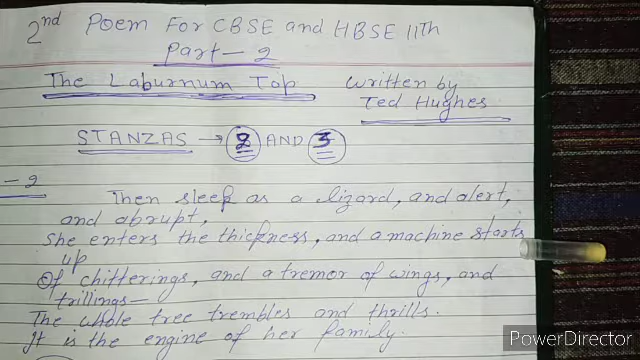 2nd Poem For CBSE and HBSE 11th
Part-2
The Laburnum Top Written by
Ted Hughes
STANZAS → 2 AND 3
-2
Then sleek as a lizard, and alert,
and abrupt,
She enters the thickness, and a machine starts
up
Of chitterings, and a tremor of wings, and
trillings—
The whole tree trembles and thrills.
It is the engine of her family.
PowerDirector